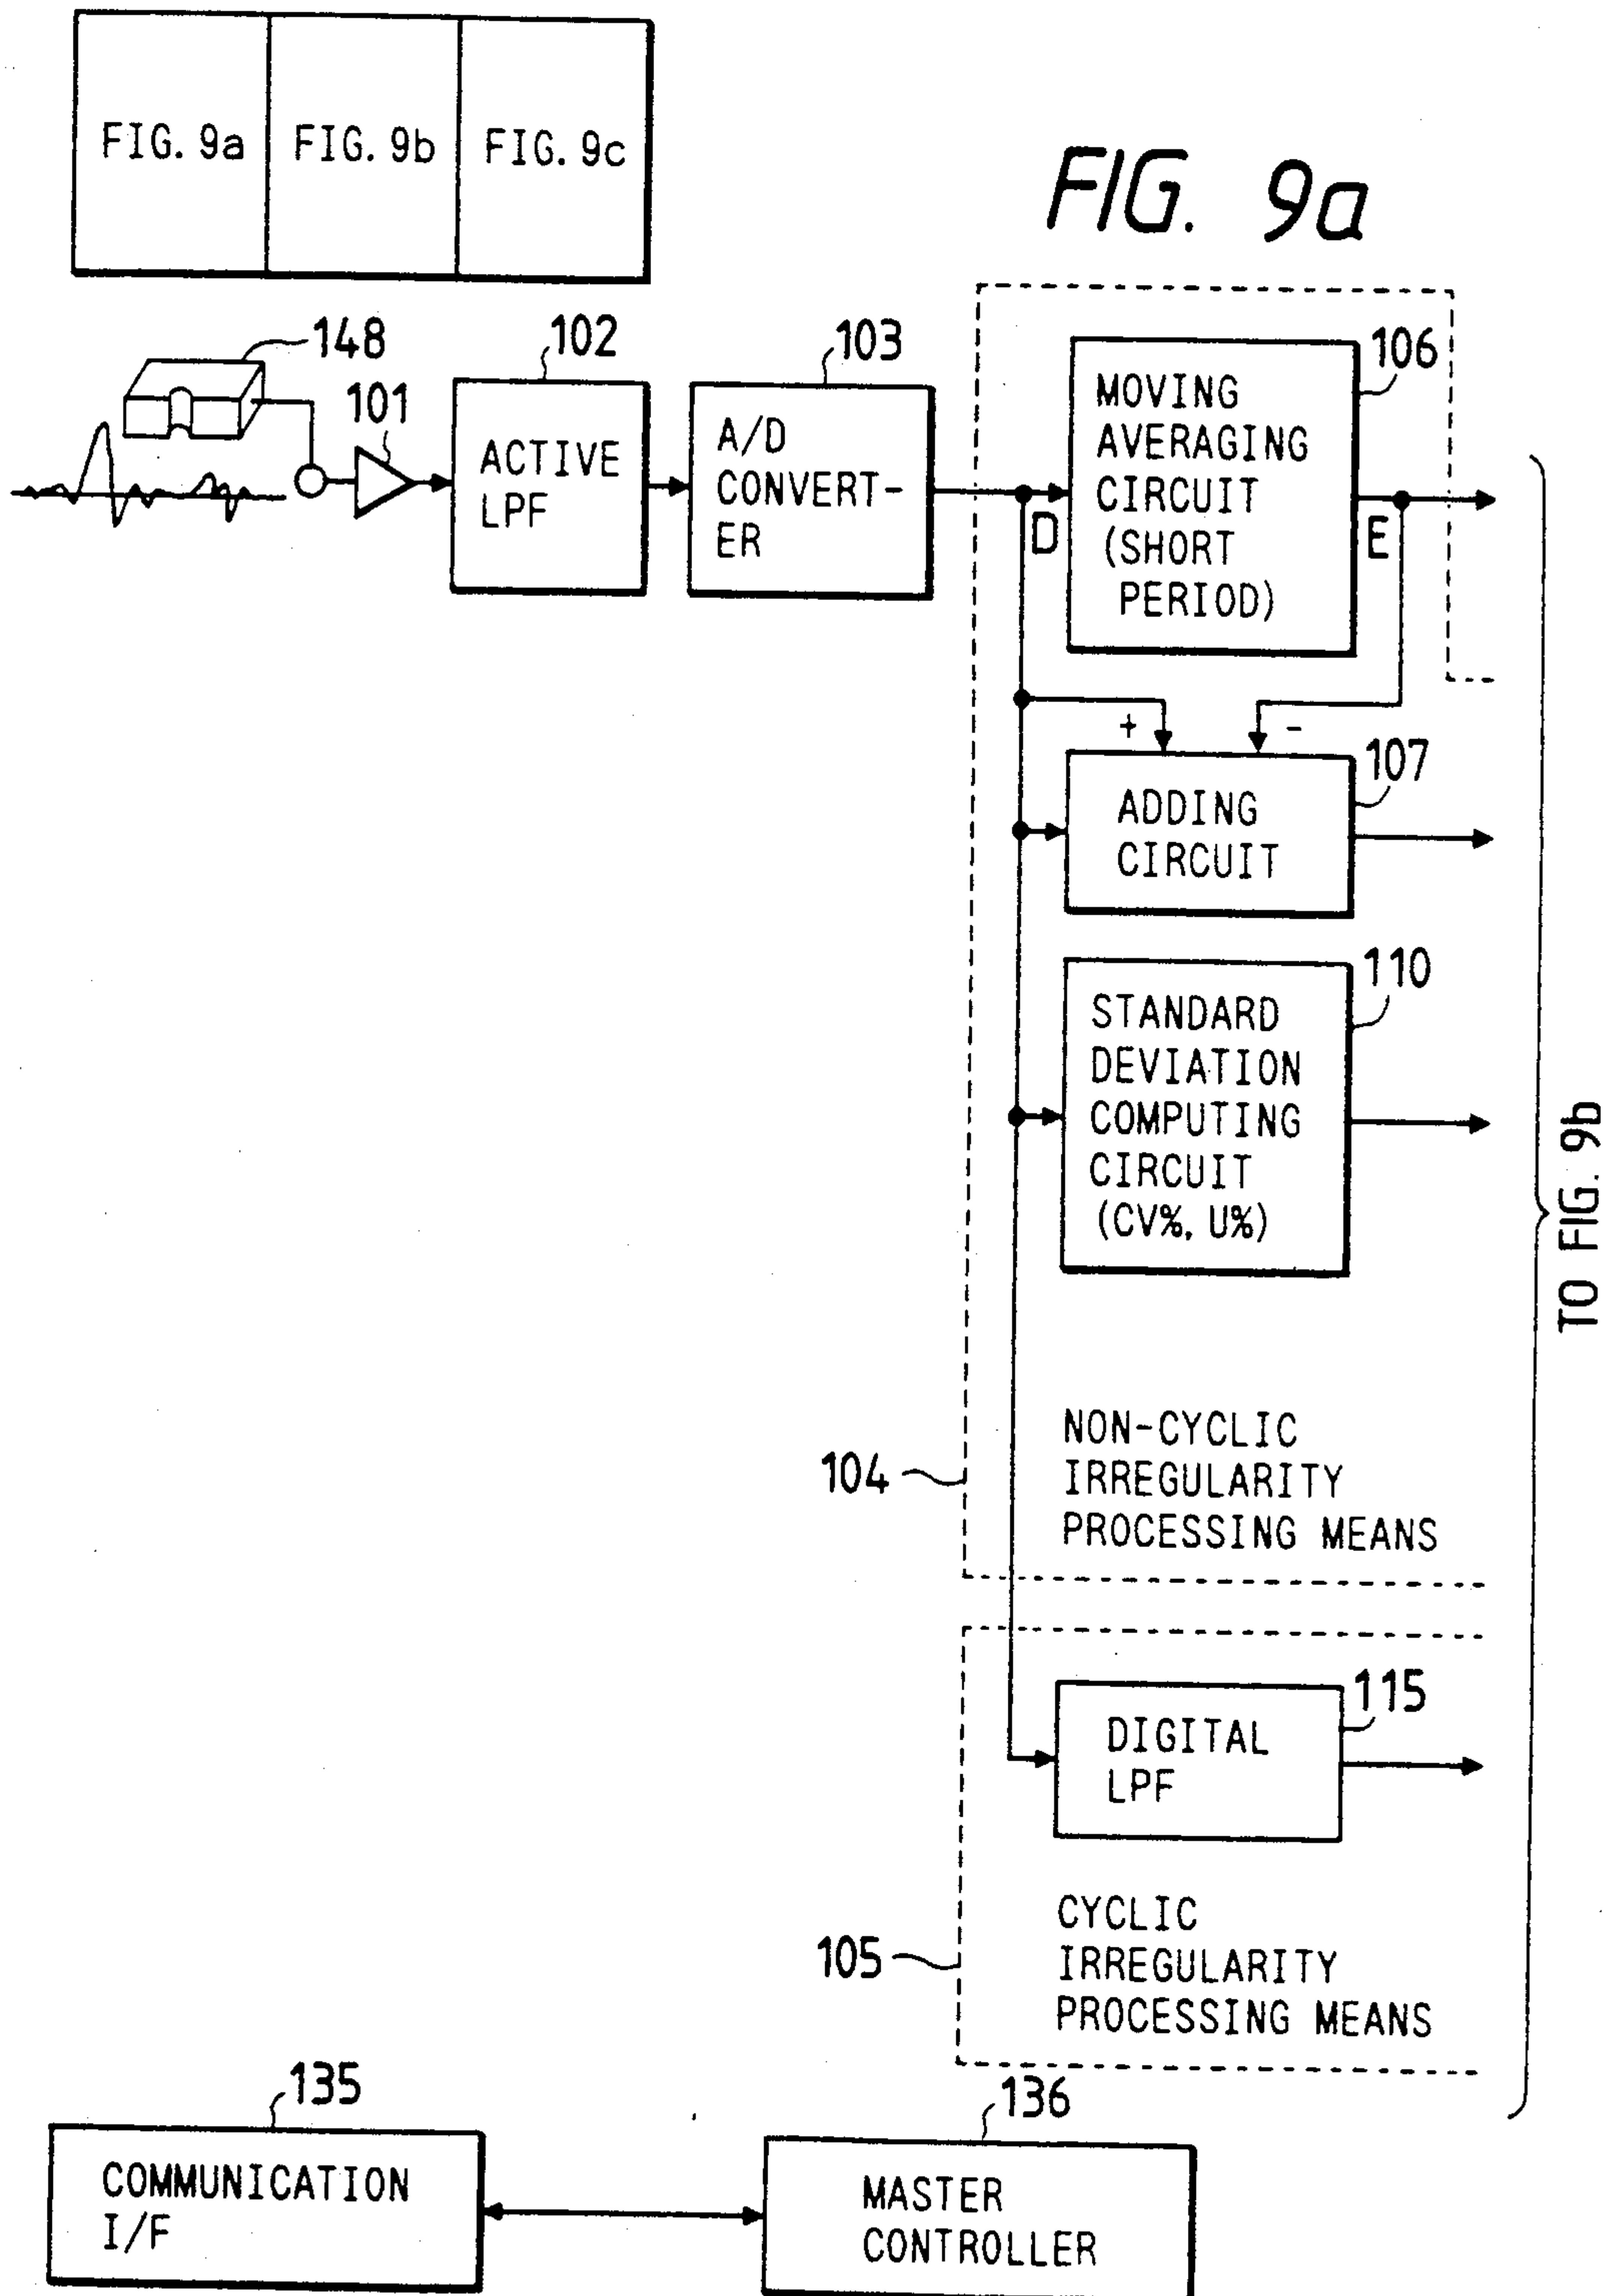 FIG. 9a
FIG. 9b
FIG. 9c
FIG. 9a
148
101
102
ACTIVE
LPF
103
A/D
CONVERT-
ER
D
106
MOVING
AVERAGING
CIRCUIT
(SHORT
PERIOD)
E
+
-
107
ADDING
CIRCUIT
110
STANDARD
DEVIATION
COMPUTING
CIRCUIT
(CV%, U%)
104
NON-CYCLIC
IRREGULARITY
PROCESSING MEANS
115
DIGITAL
LPF
105
CYCLIC
IRREGULARITY
PROCESSING MEANS
TO FIG. 9b
135
COMMUNICATION
I/F
136
MASTER
CONTROLLER